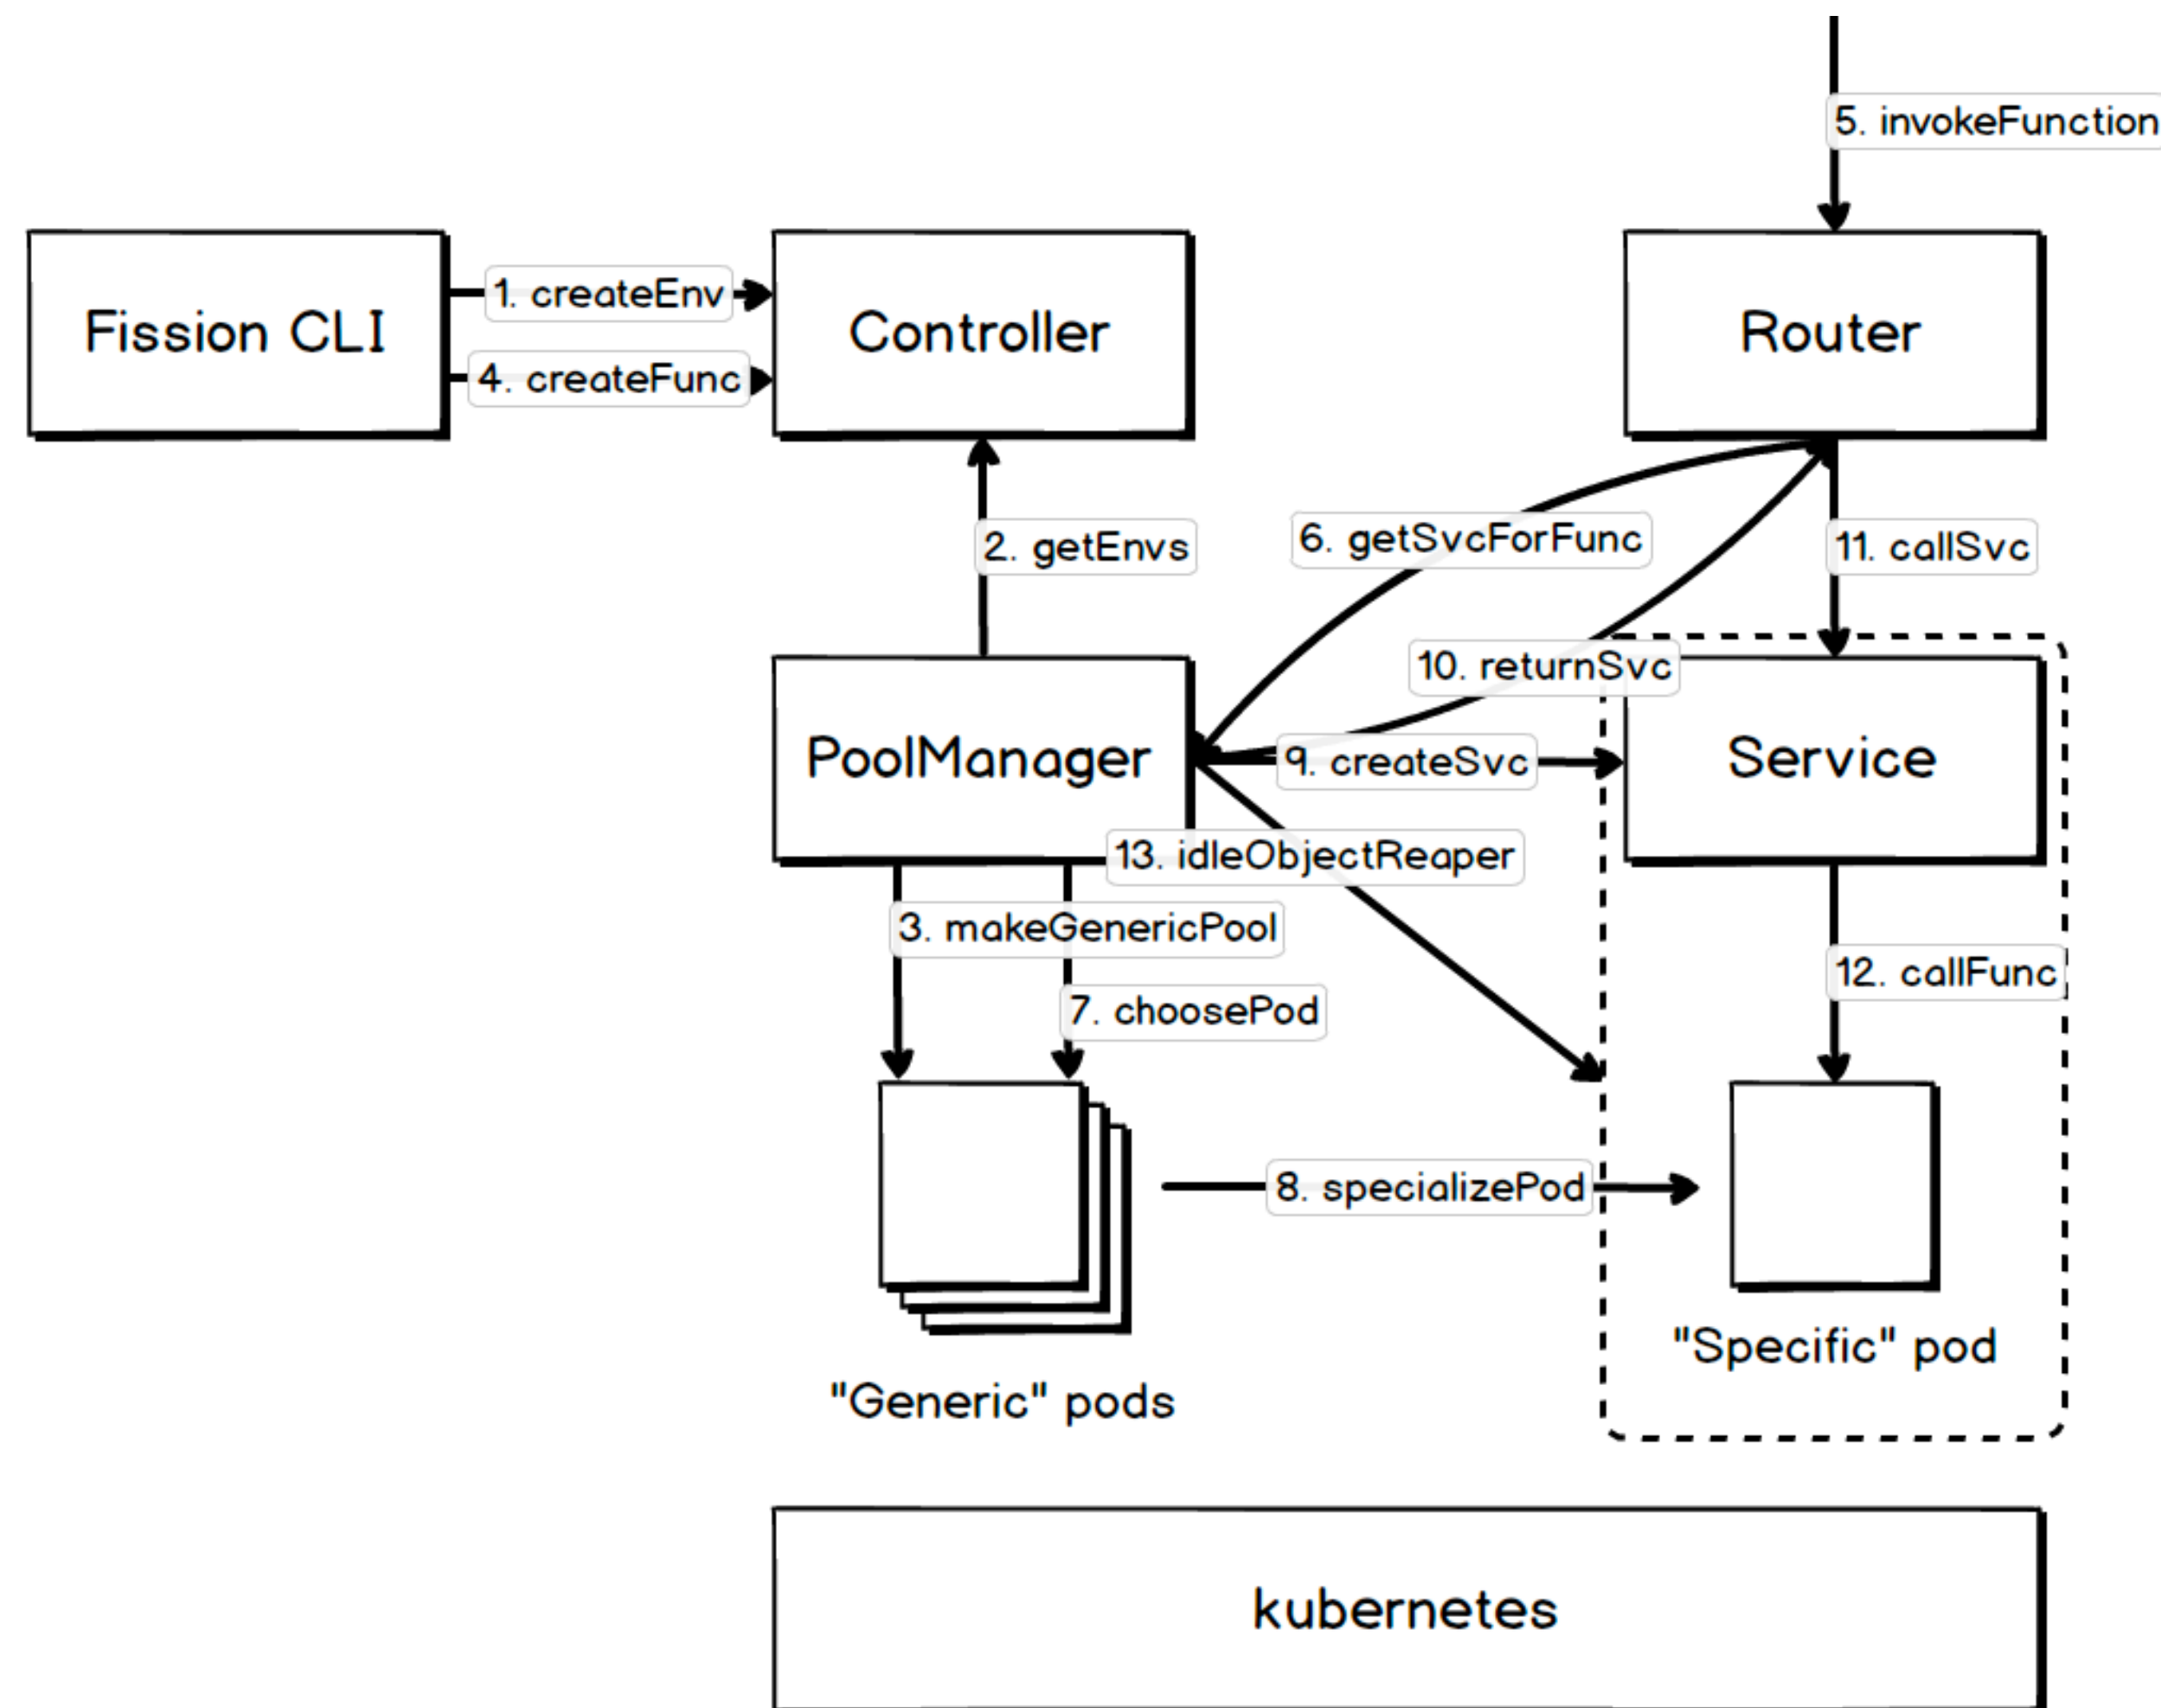 5. invokeFunction
Fission CLI
1. createEnv
4. createFunc
Controller
Router
2. getEnvs
6. getSvcForFunc
11. callSvc
10. returnSvc
PoolManager
9. createSvc
Service
13. idleObjectReaper
3. makeGenericPool
7. choosePod
12. callFunc
8. specializePod
"Specific" pod
"Generic" pods
kubernetes